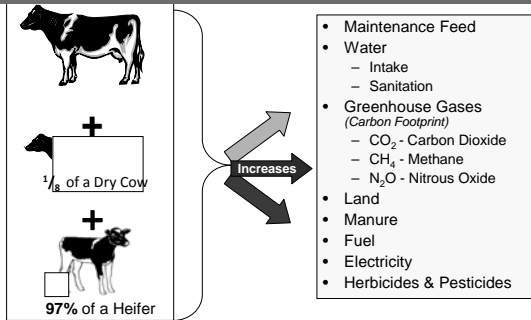 +
1/8 of a Dry Cow
+
97% of a Heifer
Increases
• Maintenance Feed
• Water
– Intake
– Sanitation
• Greenhouse Gases
(Carbon Footprint)
– CO₂ - Carbon Dioxide
– CH₄ - Methane
– N₂O - Nitrous Oxide
• Land
• Manure
• Fuel
• Electricity
• Herbicides & Pesticides